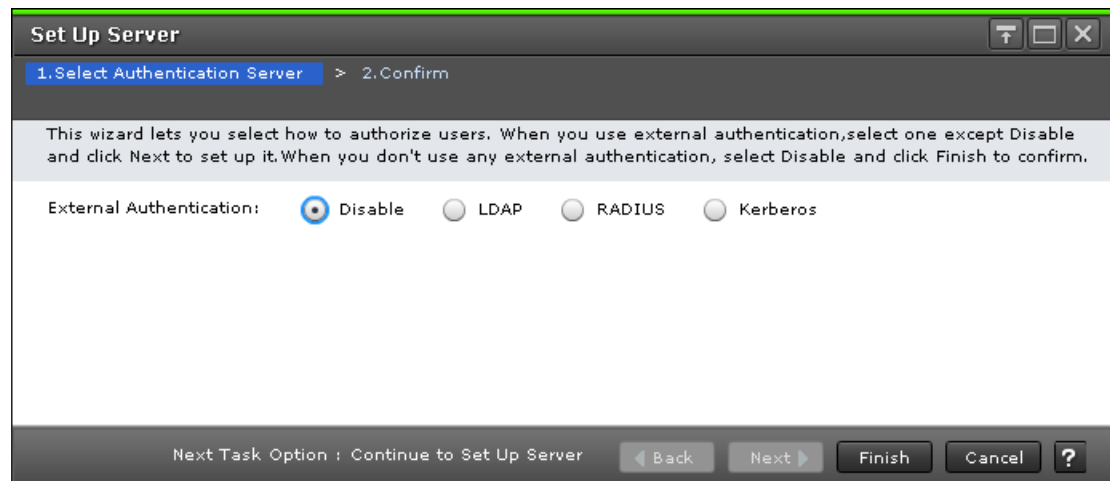 Set Up Server
1.Select Authentication Server > 2.Confirm
This wizard lets you select how to authorize users. When you use external authentication,select one except Disable
and click Next to set up it.When you don't use any external authentication, select Disable and click Finish to confirm.
External Authentication: Disable LDAP RADIUS Kerberos
Next Task Option : Continue to Set Up Server Back Next Finish Cancel ?